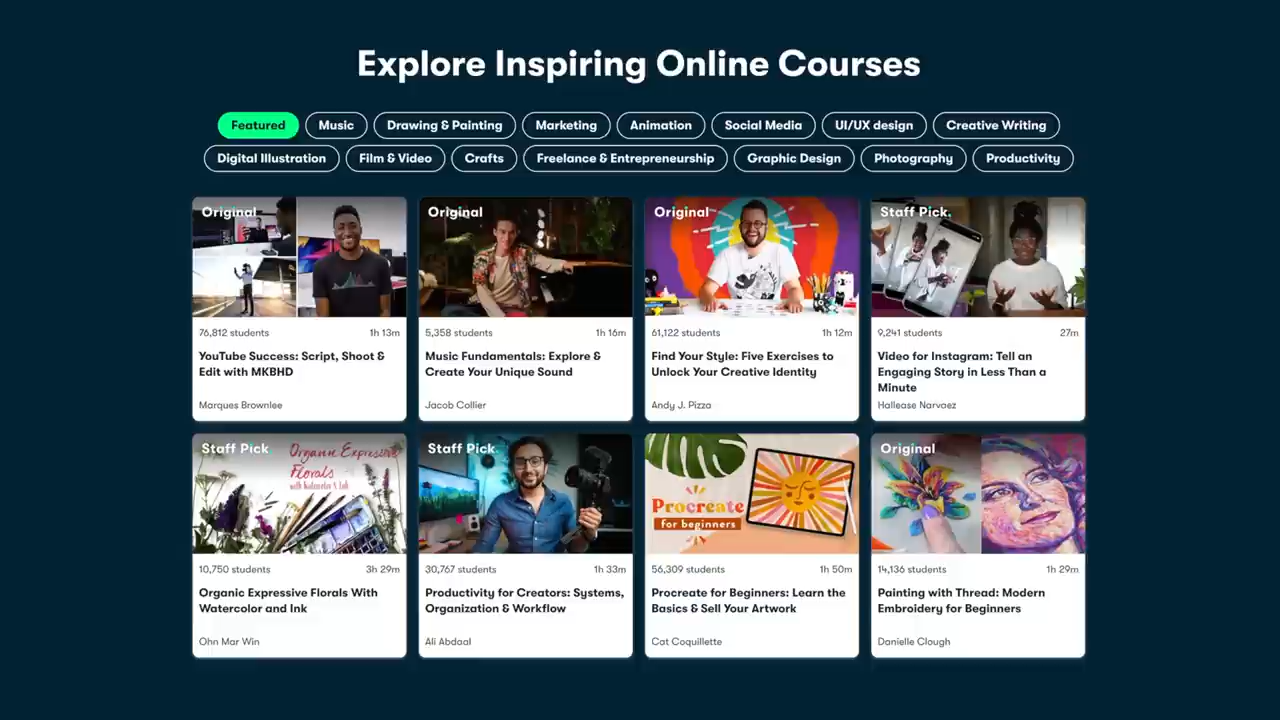 Explore Inspiring Online Courses
Featured
Music
Drawing & Painting
Marketing
Animation
Social Media
UI/UX design
Creative Writing
Digital Illustration
Film & Video
Crafts
Freelance & Entrepreneurship
Graphic Design
Photography
Productivity
Original
76,812 students
1h 13m
YouTube Success: Script, Shoot &
Edit with MKBHD
Marques Brownlee
Original
5,358 students
1h 16m
Music Fundamentals: Explore &
Create Your Unique Sound
Jacob Collier
Original
61,122 students
1h 12m
Find Your Style: Five Exercises to
Unlock Your Creative Identity
Andy J. Pizza
Staff Pick.
9,241 students
27m
Video for Instagram: Tell an
Engaging Story in Less Than a
Minute
Hallease Narvaez
Staff Pick
Organic Expressive
Florals
with Watercolor & Ink
10,750 students
3h 29m
Organic Expressive Florals With
Watercolor and Ink
Ohn Mar Win
Staff Pick
30,767 students
1h 33m
Productivity for Creators: Systems,
Organization & Workflow
Ali Abdaal
Procreate
for beginners
56,309 students
1h 50m
Procreate for Beginners: Learn the
Basics & Sell Your Artwork
Cat Coquillette
Original
14,136 students
1h 29m
Painting with Thread: Modern
Embroidery for Beginners
Danielle Clough